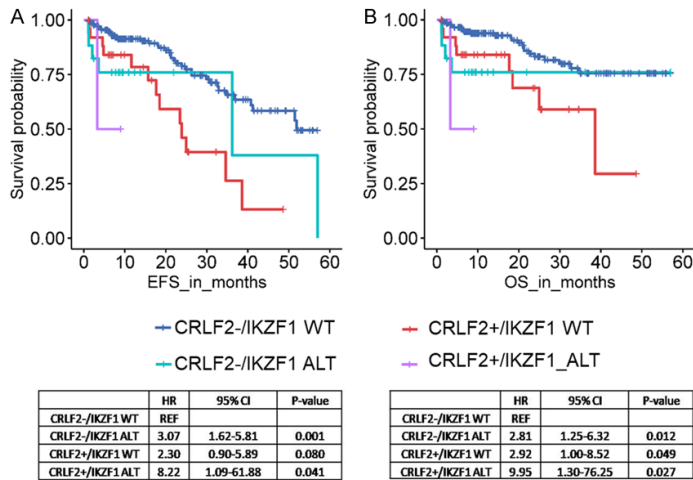 A
B
Survival probability
1.00
0.75
0.50
0.25
0.00
0 10 20 30 40 50 60
EFS_in_months
Survival probability
1.00
0.75
0.50
0.25
0.00
0 10 20 30 40 50 60
OS_in_months
CRLF2-/IKZF1 WT
CRLF2+/IKZF1 WT
CRLF2-/IKZF1 ALT
CRLF2+/IKZF1_ALT
HR 95% CI P-value
CRLF2-/IKZF1 WT REF
CRLF2-/IKZF1 ALT 3.07 1.62-5.81 0.001
CRLF2+/IKZF1 WT 2.30 0.90-5.89 0.080
CRLF2+/IKZF1 ALT 8.22 1.09-61.88 0.041
HR 95% CI P-value
CRLF2-/IKZF1 WT REF
CRLF2-/IKZF1 ALT 2.81 1.25-6.32 0.012
CRLF2+/IKZF1 WT 2.92 1.00-8.52 0.049
CRLF2+/IKZF1 ALT 9.95 1.30-76.25 0.027